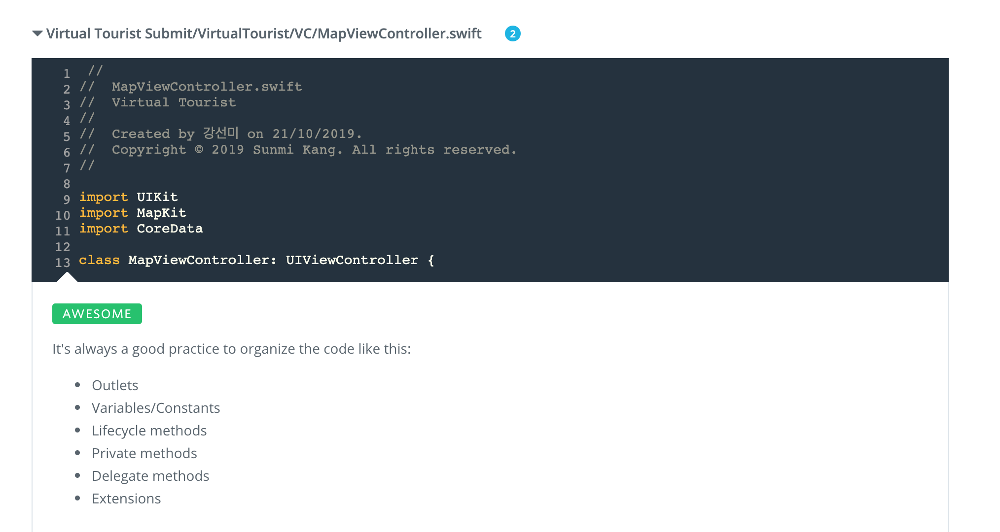 Virtual Tourist Submit/VirtualTourist/VC/MapViewController.swift 2
1 //
2 // MapViewController.swift
3 // Virtual Tourist
4 //
5 // Created by 강선미 on 21/10/2019.
6 // Copyright © 2019 Sunmi Kang. All rights reserved.
7 //
8
9 import UIKit
10 import MapKit
11 import CoreData
12
13 class MapViewController: UIViewController {
AWESOME
It's always a good practice to organize the code like this:
• Outlets
• Variables/Constants
• Lifecycle methods
• Private methods
• Delegate methods
• Extensions